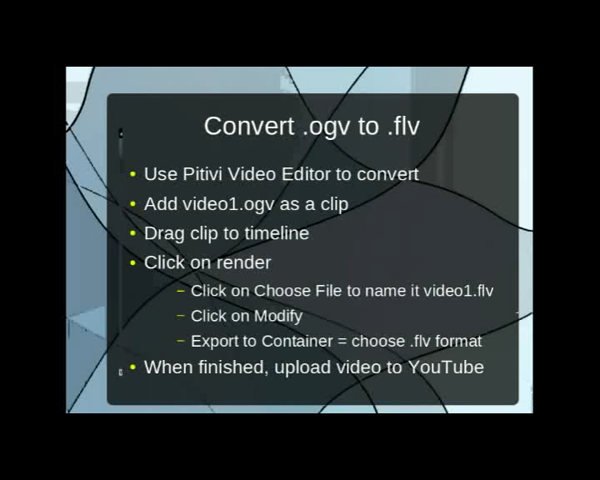 Convert .ogv to .flv
• Use Pitivi Video Editor to convert
• Add video1.ogv as a clip
• Drag clip to timeline
• Click on render
– Click on Choose File to name it video1.flv
– Click on Modify
– Export to Container = choose .flv format
• When finished, upload video to YouTube